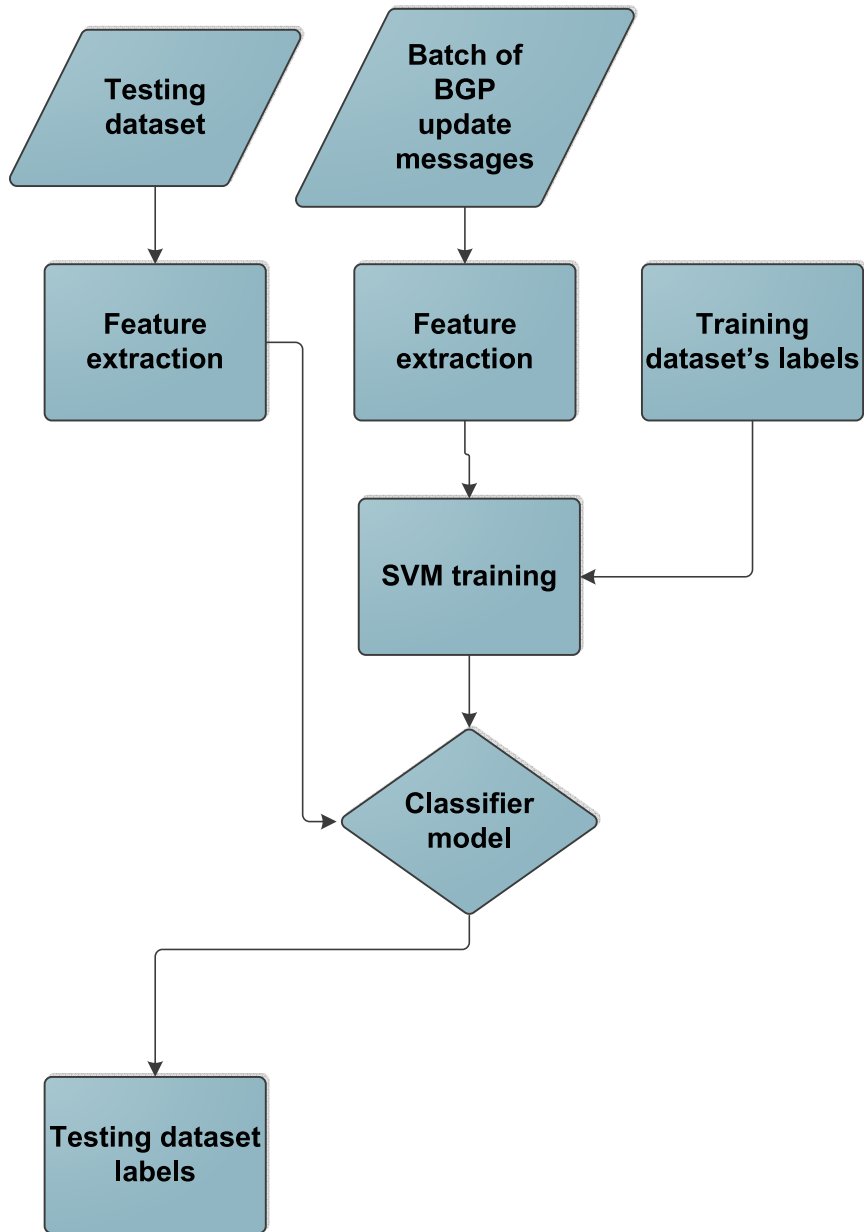 Testing
dataset
Batch of
BGP
update
messages
Feature
extraction
Feature
extraction
Training
dataset’s labels
SVM training
Classifier
model
Testing dataset
labels